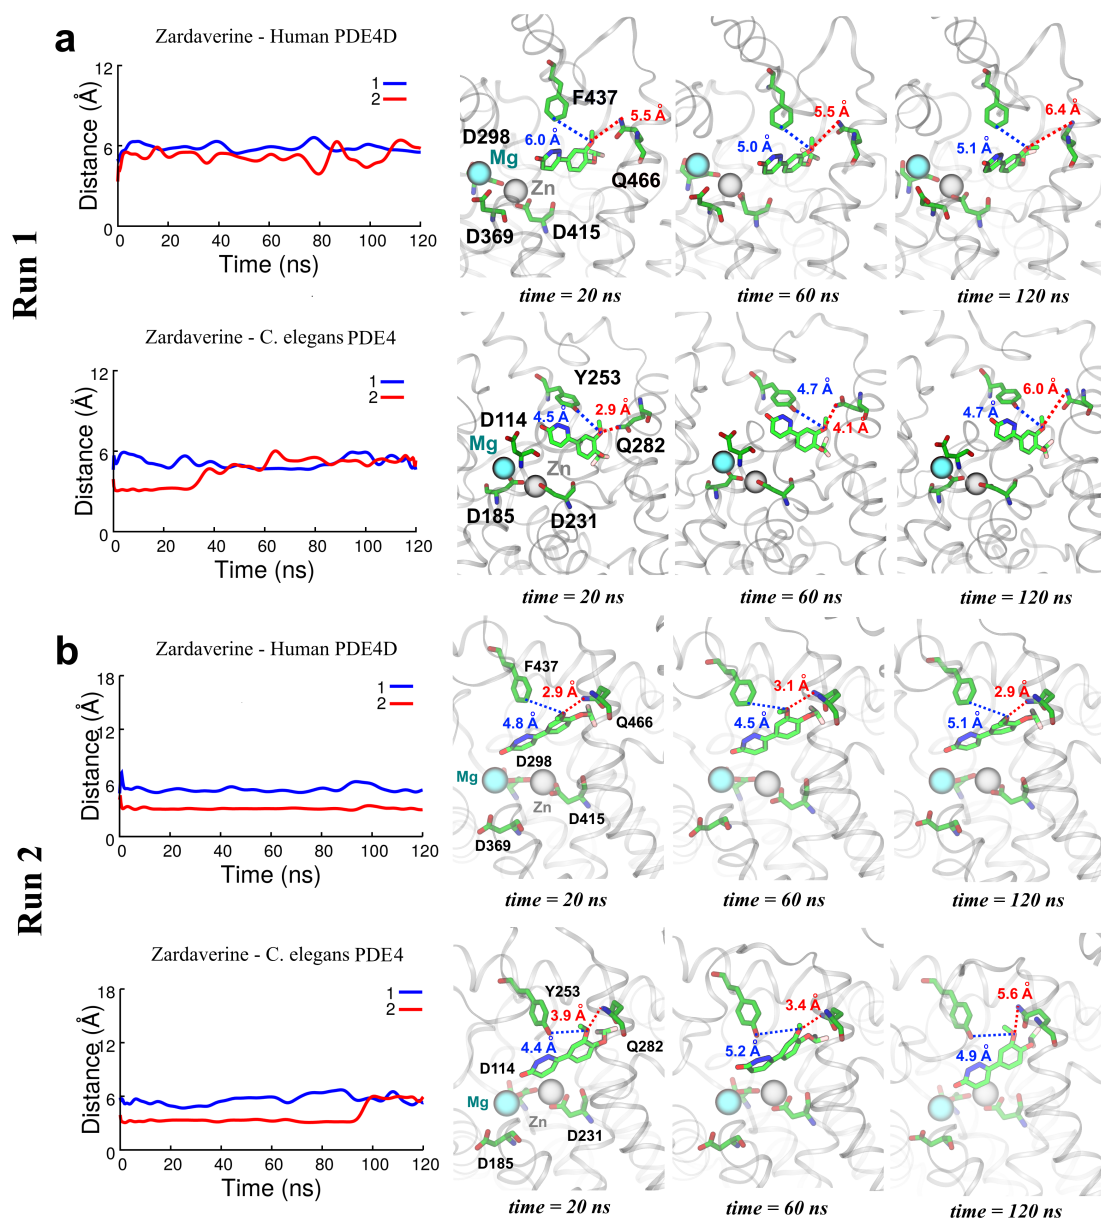 a
Run 1
Zardaverine - Human PDE4D
Distance (Å)
12
6
0
1
2
0 20 40 60 80 100 120
Time (ns)
F437
5.5 Å
D298
6.0 Å
Mg
Zn
Q466
D369
D415
time = 20 ns
5.5 Å
5.0 Å
time = 60 ns
6.4 Å
5.1 Å
time = 120 ns
Zardaverine - C. elegans PDE4
Distance (Å)
12
6
0
1
2
0 20 40 60 80 100 120
Time (ns)
Y253
D114
4.5 Å
2.9 Å
Mg
Q282
Zn
D185
D231
time = 20 ns
4.7 Å
4.1 Å
time = 60 ns
6.0 Å
4.7 Å
time = 120 ns
b
Run 2
Zardaverine - Human PDE4D
Distance (Å)
18
12
6
0
1
2
0 20 40 60 80 100 120
Time (ns)
F437
2.9 Å
4.8 Å
Q466
D298
Mg
Zn
D415
D369
time = 20 ns
3.1 Å
4.5 Å
time = 60 ns
2.9 Å
5.1 Å
time = 120 ns
Zardaverine - C. elegans PDE4
Distance (Å)
18
12
6
0
1
2
0 20 40 60 80 100 120
Time (ns)
Y253
3.9 Å
4.4 Å
Q282
D114
Mg
Zn
D231
D185
time = 20 ns
3.4 Å
5.2 Å
time = 60 ns
5.6 Å
4.9 Å
time = 120 ns